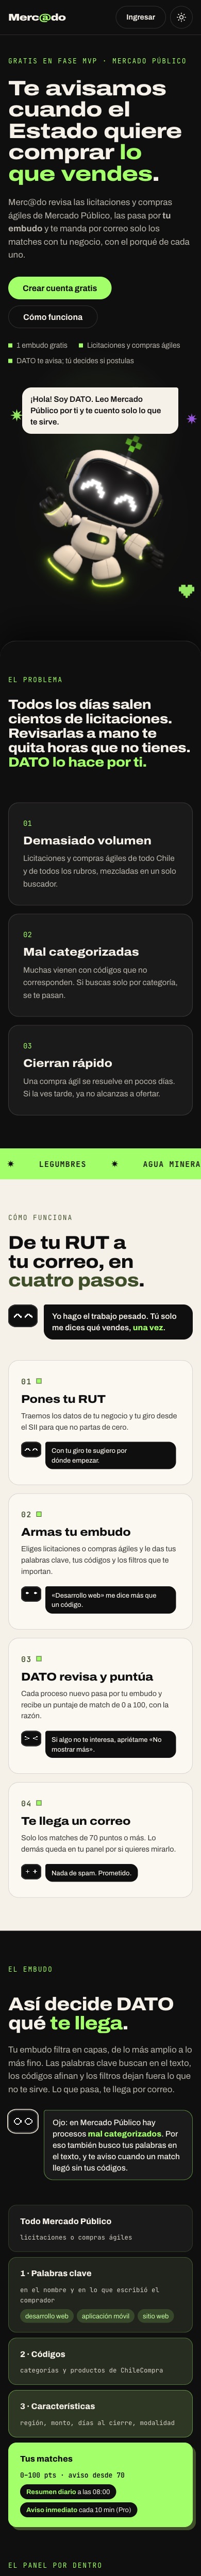 Merc@do
Ingresar
GRATIS EN FASE MVP · MERCADO PÚBLICO
Te avisamos
cuando el
Estado quiere
comprar lo
que vendes.
Merc@do revisa las licitaciones y compras
ágiles de Mercado Público, las pasa por tu
embudo y te manda por correo solo los
matches con tu negocio, con el porqué de cada
uno.
Crear cuenta gratis
Cómo funciona
1 embudo gratis
Licitaciones y compras ágiles
DATO te avisa; tú decides si postulas
¡Hola! Soy DATO. Leo Mercado
Público por ti y te cuento solo lo que
te sirve.
EL PROBLEMA
Todos los días salen
cientos de licitaciones.
Revisarlas a mano te
quita horas que no tienes.
DATO lo hace por ti.
01
Demasiado volumen
Licitaciones y compras ágiles de todo Chile
y de todos los rubros, mezcladas en un solo
buscador.
02
Mal categorizadas
Muchas vienen con códigos que no
corresponden. Si buscas solo por categoría,
se te pasan.
03
Cierran rápido
Una compra ágil se resuelve en pocos días.
Si la ves tarde, ya no alcanzas a ofertar.
LEGUMBRES
AGUA MINERA
CÓMO FUNCIONA
De tu RUT a
tu correo, en
cuatro pasos.
Yo hago el trabajo pesado. Tú solo
me dices qué vendes, una vez.
01
Pones tu RUT
Traemos los datos de tu negocio y tu giro desde
el SII para que no partas de cero.
Con tu giro te sugiero por
dónde empezar.
02
Armas tu embudo
Eliges licitaciones o compras ágiles y le das tus
palabras clave, tus códigos y los filtros que te
importan.
«Desarrollo web» me dice más que
un código.
03
DATO revisa y puntúa
Cada proceso nuevo pasa por tu embudo y
recibe un puntaje de match de 0 a 100, con la
razón.
Si algo no te interesa, apriétame «No
mostrar más».
04
Te llega un correo
Solo los matches de 70 puntos o más. Lo
demás queda en tu panel por si quieres mirarlo.
Nada de spam. Prometido.
EL EMBUDO
Así decide DATO
qué te llega.
Tu embudo filtra en capas, de lo más amplio a lo
más fino. Las palabras clave buscan en el texto,
los códigos afinan y los filtros dejan fuera lo que
no te sirve. Lo que pasa, te llega por correo.
Ojo: en Mercado Público hay
procesos mal categorizados. Por
eso también busco tus palabras en
el texto, y te aviso cuando un match
llegó sin tus códigos.
Todo Mercado Público
licitaciones o compras ágiles
1 · Palabras clave
en el nombre y en lo que escribió el
comprador
desarrollo web
aplicación móvil
sitio web
2 · Códigos
categorías y productos de ChileCompra
3 · Características
región, monto, días al cierre, modalidad
Tus matches
0–100 pts · aviso desde 70
Resumen diario a las 08:00
Aviso inmediato cada 10 min (Pro)
EL PANEL POR DENTRO